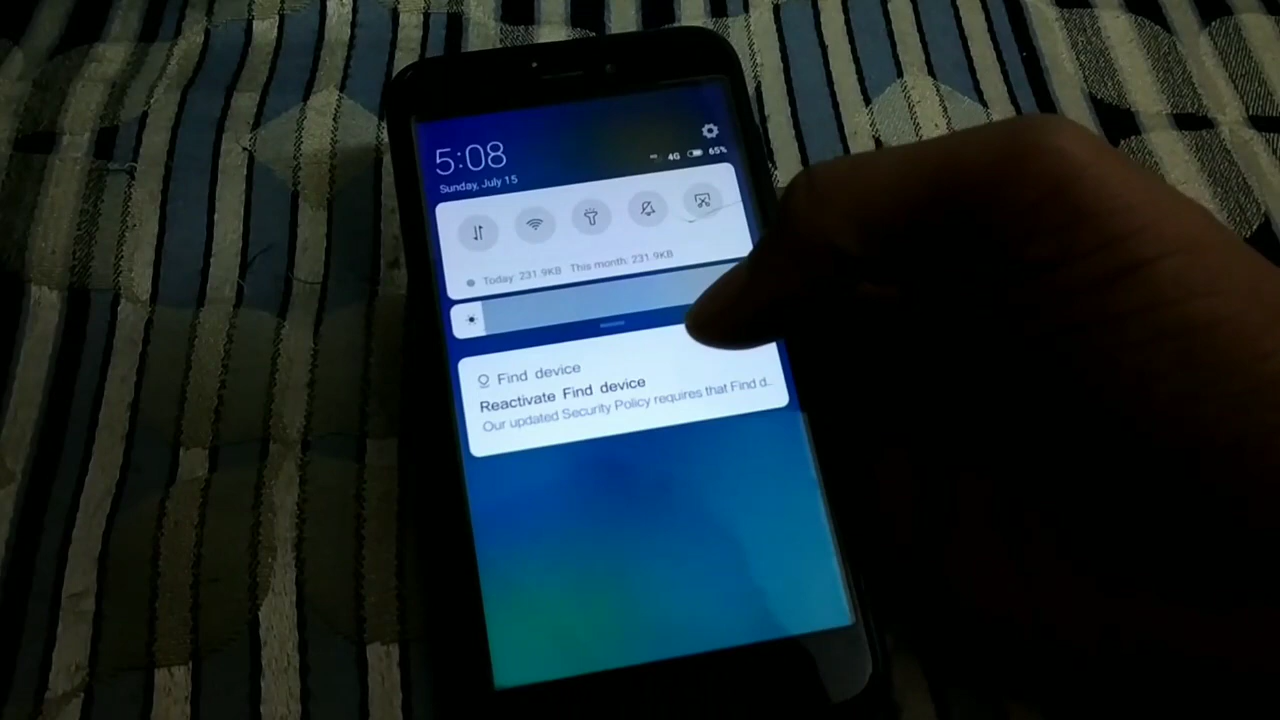 5:08
Sunday, July 15
4G 65%
Today: 231.9KB This month: 231.9KB
Find device
Reactivate Find device
Our updated Security Policy requires that Find d...